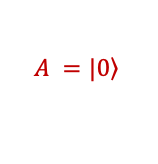 A = |0⟩